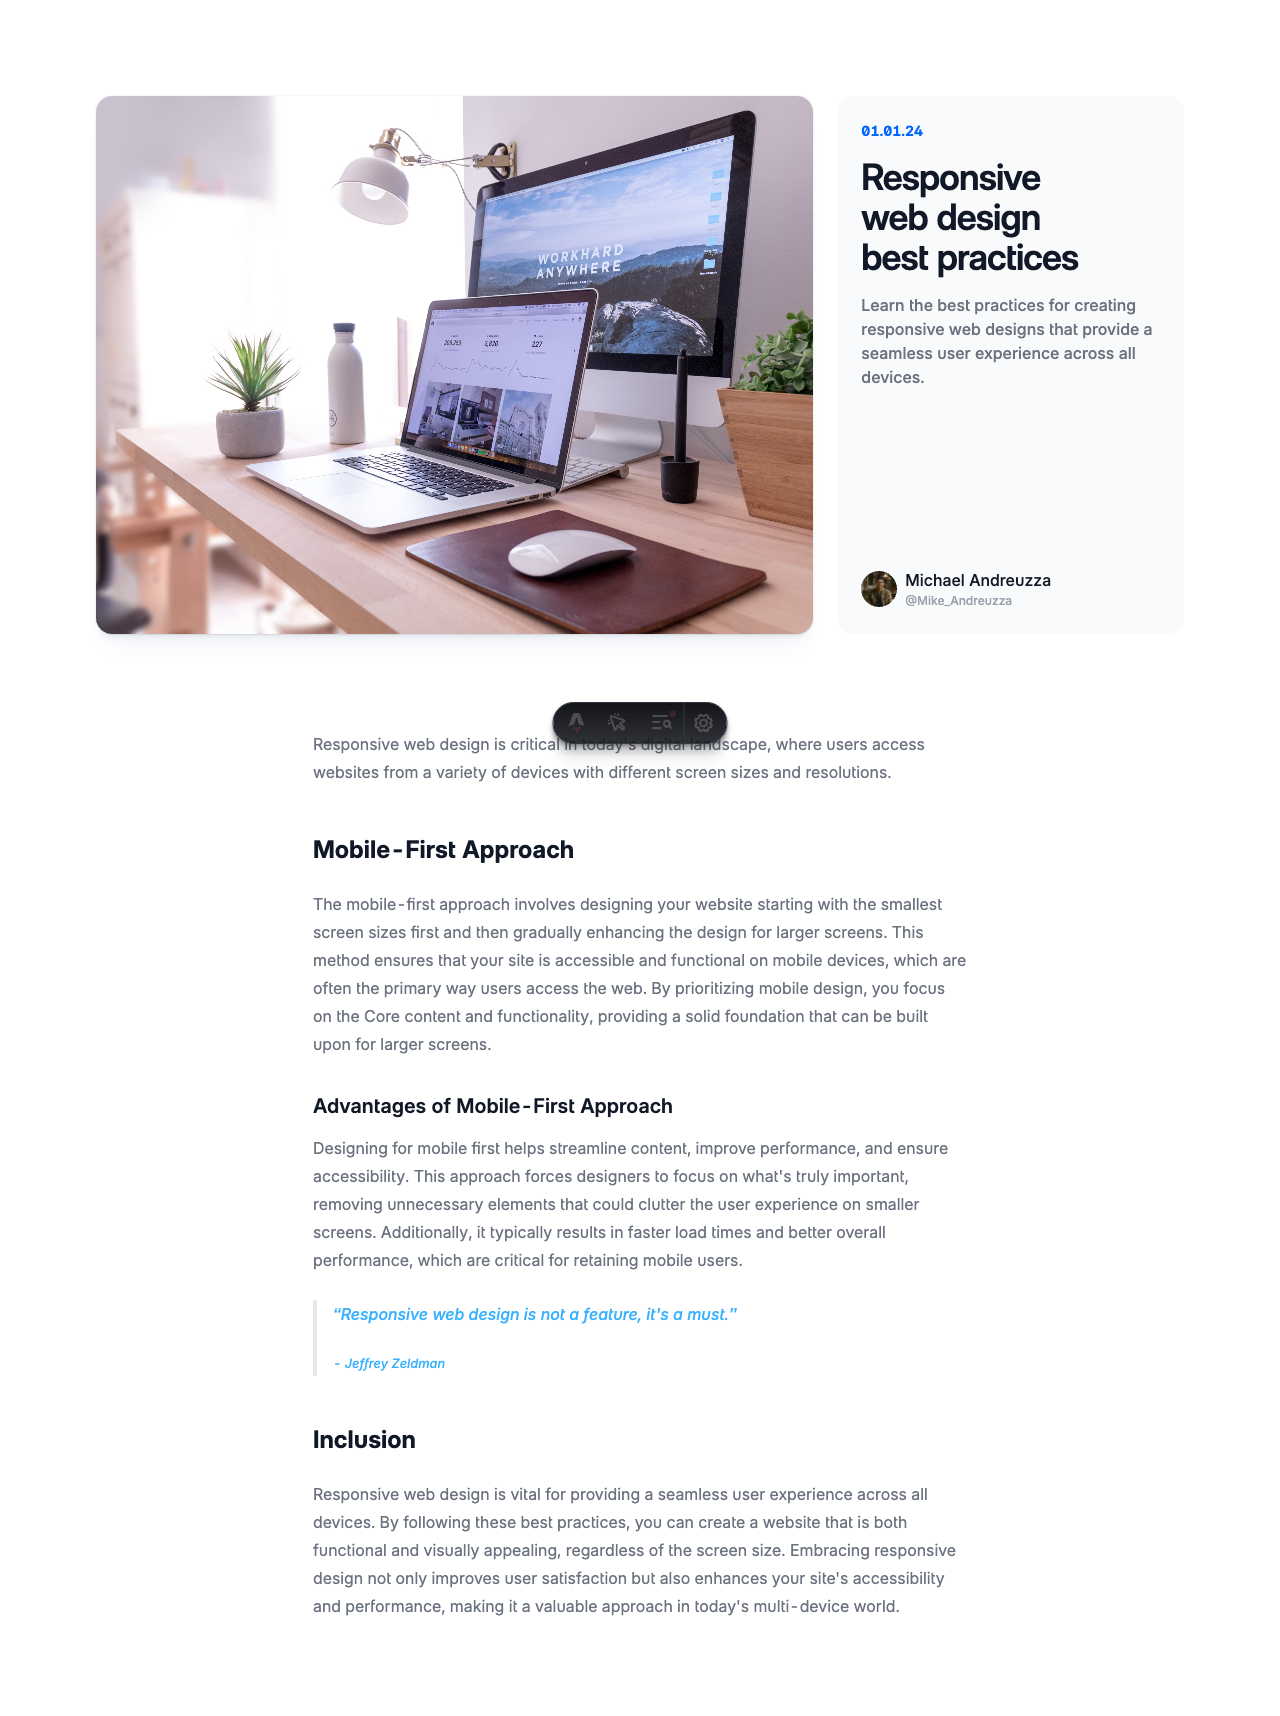 WORKHARD
ANYWHERE
01.01.24
Responsive
web design
best practices
Learn the best practices for creating
responsive web designs that provide a
seamless user experience across all
devices.
Michael Andreuzza
@Mike_Andreuzza
Responsive web design is critical in today's digital landscape, where users access
websites from a variety of devices with different screen sizes and resolutions.
Mobile-First Approach
The mobile-first approach involves designing your website starting with the smallest
screen sizes first and then gradually enhancing the design for larger screens. This
method ensures that your site is accessible and functional on mobile devices, which are
often the primary way users access the web. By prioritizing mobile design, you focus
on the Core content and functionality, providing a solid foundation that can be built
upon for larger screens.
Advantages of Mobile-First Approach
Designing for mobile first helps streamline content, improve performance, and ensure
accessibility. This approach forces designers to focus on what's truly important,
removing unnecessary elements that could clutter the user experience on smaller
screens. Additionally, it typically results in faster load times and better overall
performance, which are critical for retaining mobile users.
“Responsive web design is not a feature, it's a must.”
- Jeffrey Zeldman
Inclusion
Responsive web design is vital for providing a seamless user experience across all
devices. By following these best practices, you can create a website that is both
functional and visually appealing, regardless of the screen size. Embracing responsive
design not only improves user satisfaction but also enhances your site's accessibility
and performance, making it a valuable approach in today's multi-device world.